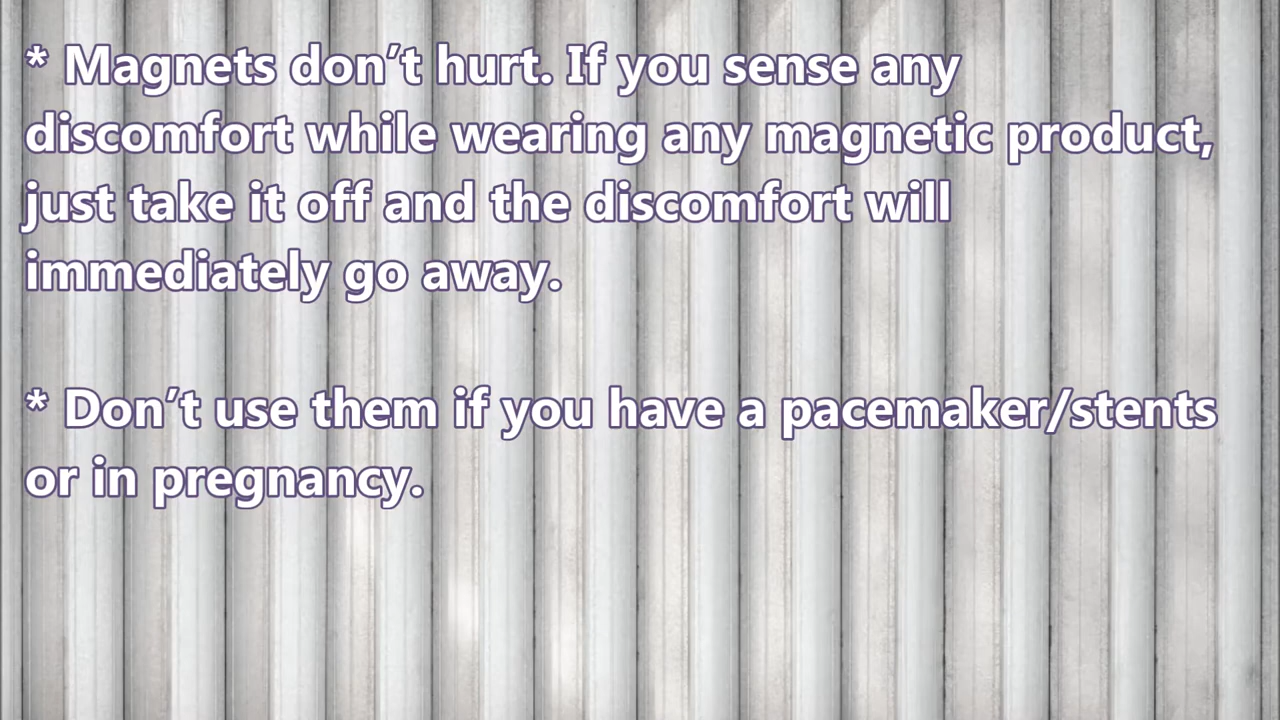 * Magnets don’t hurt. If you sense any
discomfort while wearing any magnetic product,
just take it off and the discomfort will
immediately go away.
* Don’t use them if you have a pacemaker/stents
or in pregnancy.